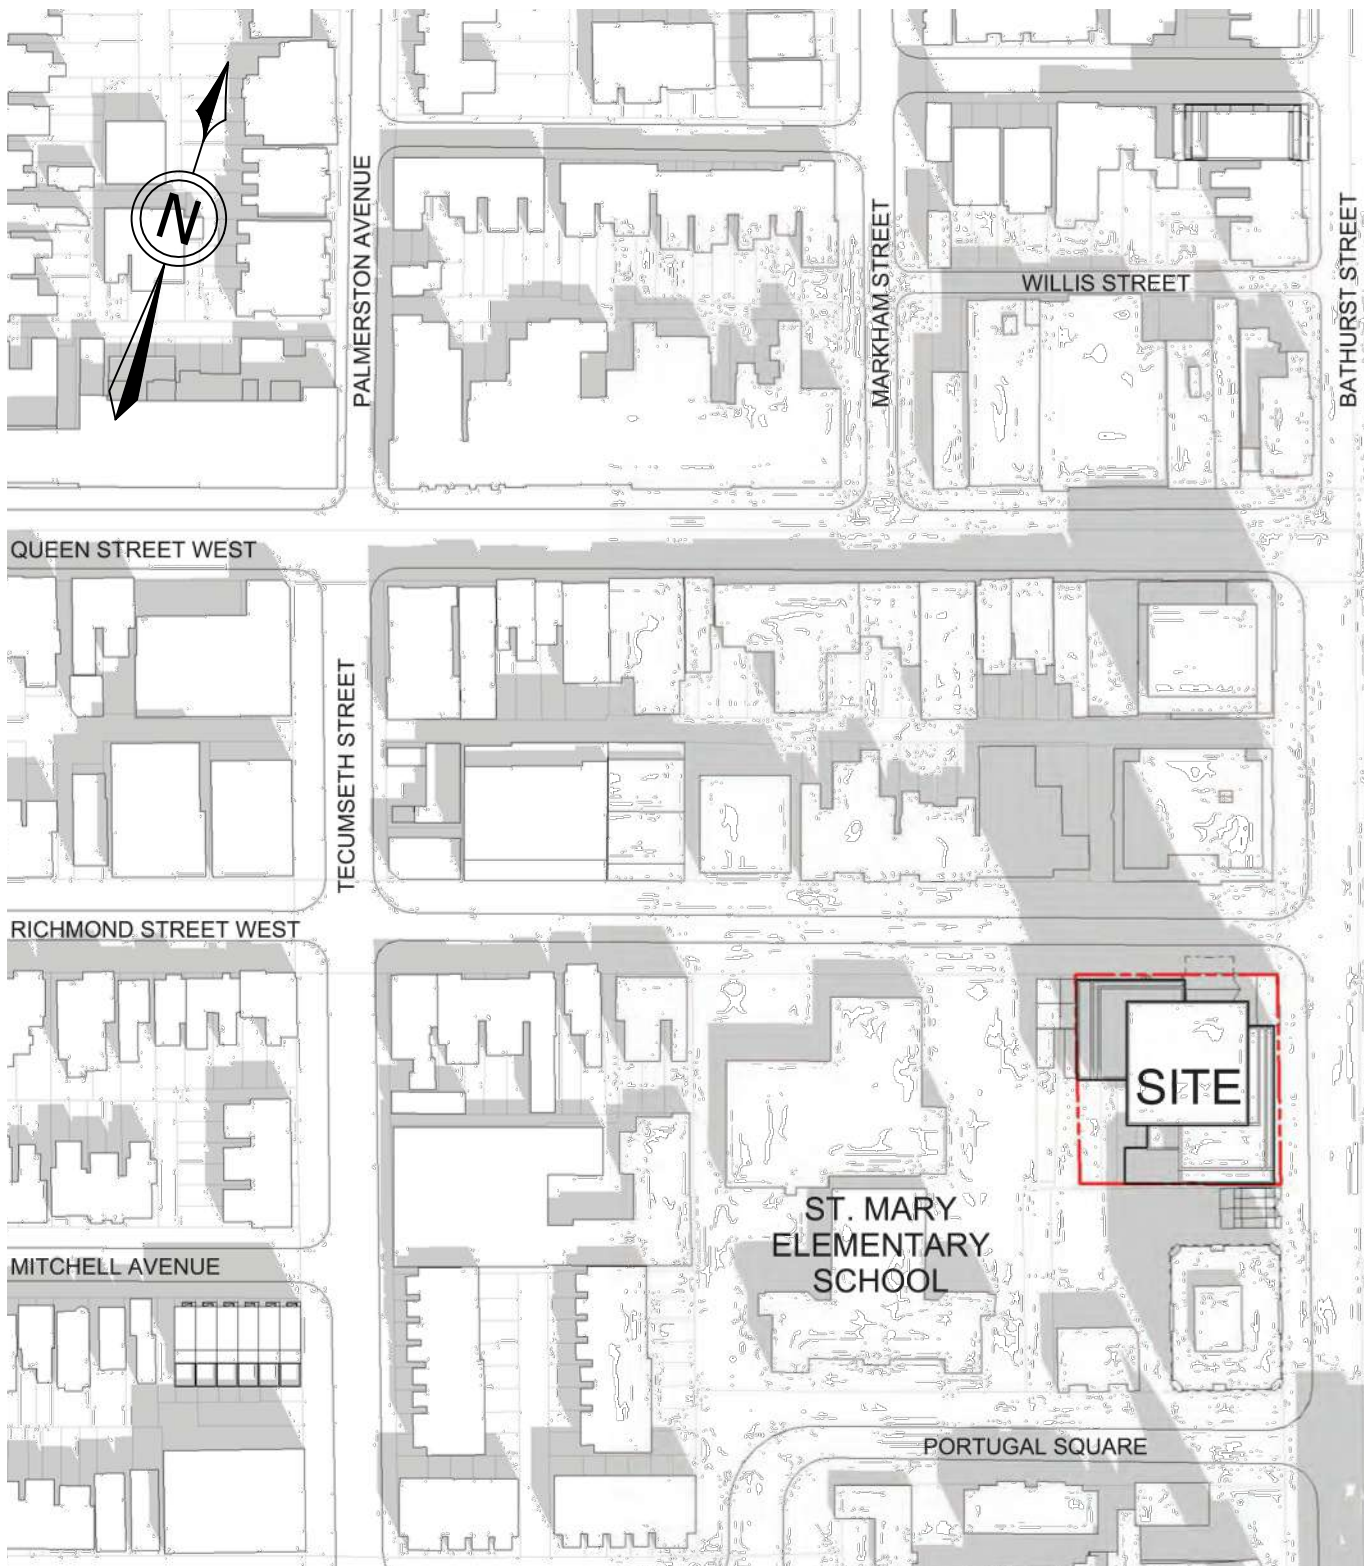 N
PALMERSTON AVENUE
MARKHAM STREET
WILLIS STREET
BATHURST STREET
QUEEN STREET WEST
TECUMSETH STREET
RICHMOND STREET WEST
SITE
ST. MARY
ELEMENTARY
SCHOOL
MITCHELL AVENUE
PORTUGAL SQUARE